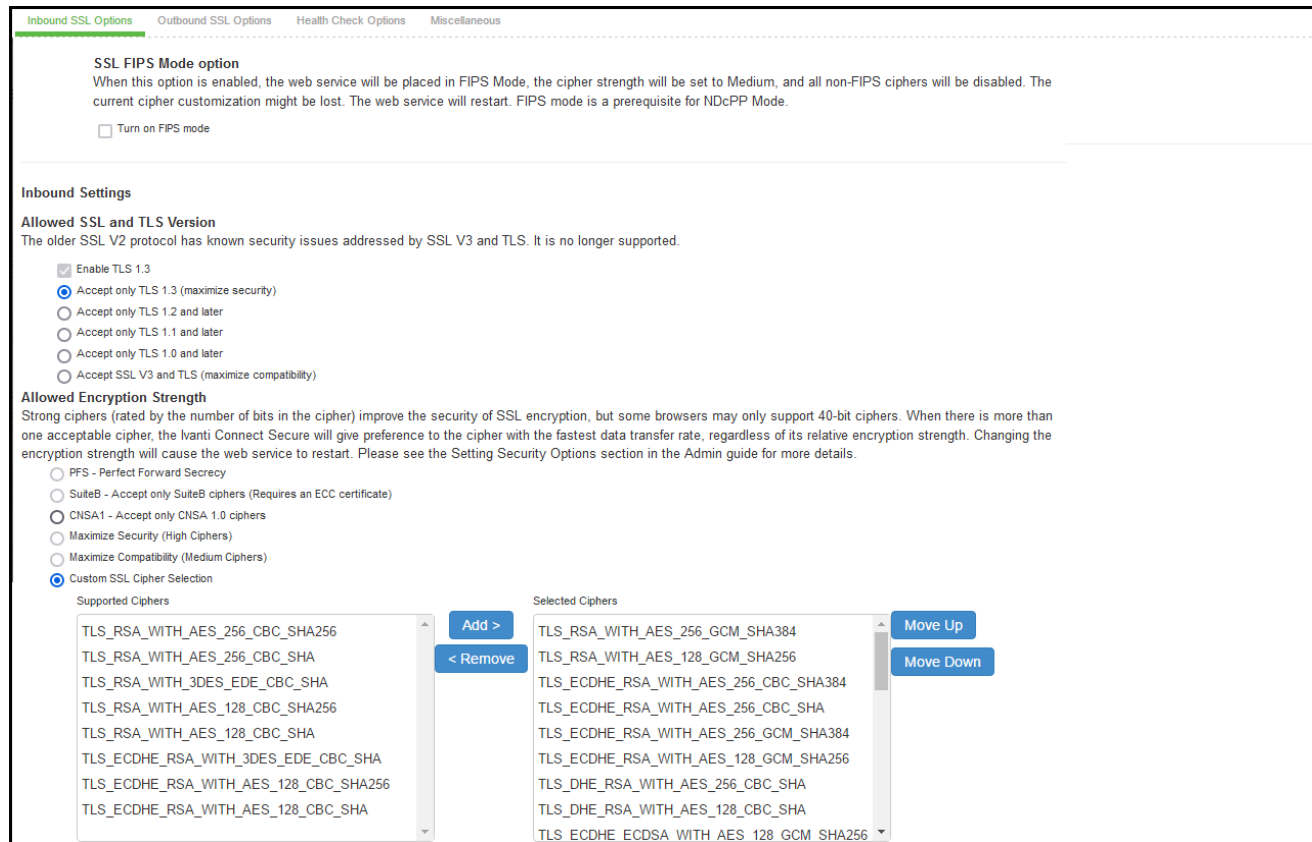 Inbound SSL Options Outbound SSL Options Health Check Options Miscellaneous
SSL FIPS Mode option
When this option is enabled, the web service will be placed in FIPS Mode, the cipher strength will be set to Medium, and all non-FIPS ciphers will be disabled. The
current cipher customization might be lost. The web service will restart. FIPS mode is a prerequisite for NDcPP Mode.
Turn on FIPS mode
Inbound Settings
Allowed SSL and TLS Version
The older SSL V2 protocol has known security issues addressed by SSL V3 and TLS. It is no longer supported.
Enable TLS 1.3
Accept only TLS 1.3 (maximize security)
Accept only TLS 1.2 and later
Accept only TLS 1.1 and later
Accept only TLS 1.0 and later
Accept SSL V3 and TLS (maximize compatibility)
Allowed Encryption Strength
Strong ciphers (rated by the number of bits in the cipher) improve the security of SSL encryption, but some browsers may only support 40-bit ciphers. When there is more than
one acceptable cipher, the Ivanti Connect Secure will give preference to the cipher with the fastest data transfer rate, regardless of its relative encryption strength. Changing the
encryption strength will cause the web service to restart. Please see the Setting Security Options section in the Admin guide for more details.
PFS - Perfect Forward Secrecy
SuiteB - Accept only SuiteB ciphers (Requires an ECC certificate)
CNSA1 - Accept only CNSA 1.0 ciphers
Maximize Security (High Ciphers)
Maximize Compatibility (Medium Ciphers)
Custom SSL Cipher Selection
Supported Ciphers
TLS_RSA_WITH_AES_256_CBC_SHA256
TLS_RSA_WITH_AES_256_CBC_SHA
TLS_RSA_WITH_3DES_EDE_CBC_SHA
TLS_RSA_WITH_AES_128_CBC_SHA256
TLS_RSA_WITH_AES_128_CBC_SHA
TLS_ECDHE_RSA_WITH_3DES_EDE_CBC_SHA
TLS_ECDHE_RSA_WITH_AES_128_CBC_SHA256
TLS_ECDHE_RSA_WITH_AES_128_CBC_SHA
Add >
< Remove
Selected Ciphers
TLS_RSA_WITH_AES_256_GCM_SHA384
TLS_RSA_WITH_AES_128_GCM_SHA256
TLS_ECDHE_RSA_WITH_AES_256_CBC_SHA384
TLS_ECDHE_RSA_WITH_AES_256_CBC_SHA
TLS_ECDHE_RSA_WITH_AES_256_GCM_SHA384
TLS_ECDHE_RSA_WITH_AES_128_GCM_SHA256
TLS_DHE_RSA_WITH_AES_256_CBC_SHA
TLS_DHE_RSA_WITH_AES_128_CBC_SHA
TLS_ECDHE_ECDSA_WITH_AES_128_GCM_SHA256
Move Up
Move Down